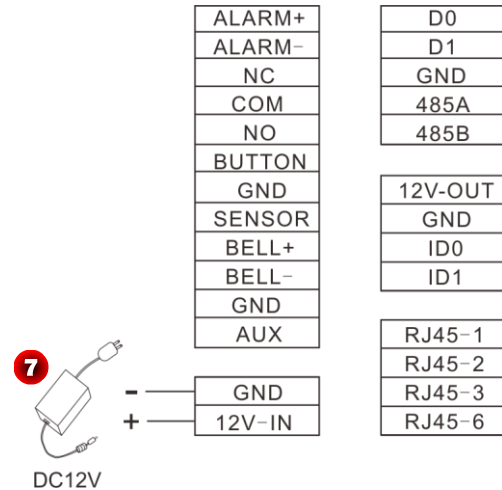 ALARM+
ALARM-
NC
COM
NO
BUTTON
GND
SENSOR
BELL+
BELL-
GND
AUX
7
- GND
+ 12V-IN
DC12V
D0
D1
GND
485A
485B
12V-OUT
GND
ID0
ID1
RJ45-1
RJ45-2
RJ45-3
RJ45-6